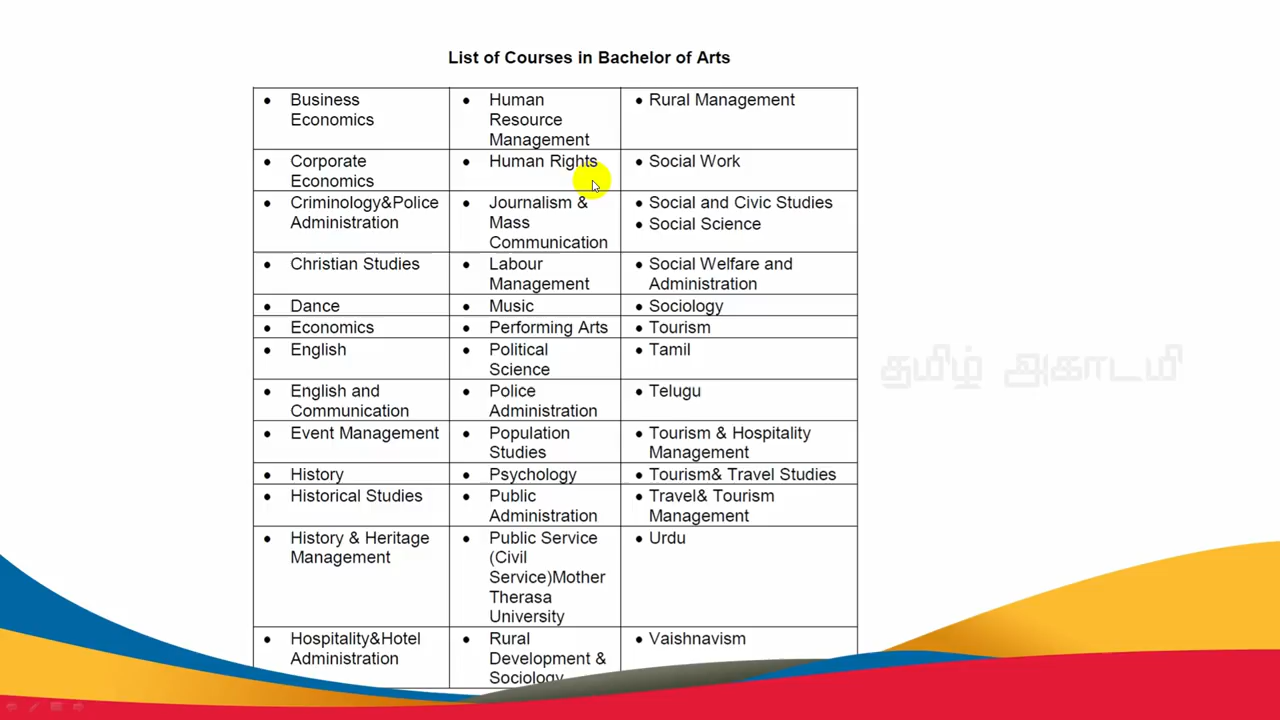 List of Courses in Bachelor of Arts
• Business
Economics
• Human
Resource
Management
• Rural Management
• Corporate
Economics
• Human Rights
• Social Work
• Criminology&Police
Administration
• Journalism &
Mass
Communication
• Social and Civic Studies
• Social Science
• Christian Studies
• Labour
Management
• Social Welfare and
Administration
• Dance
• Music
• Sociology
• Economics
• Performing Arts
• Tourism
• English
• Political
Science
• Tamil
• English and
Communication
• Police
Administration
• Telugu
• Event Management
• Population
Studies
• Tourism & Hospitality
Management
• History
• Psychology
• Tourism& Travel Studies
• Historical Studies
• Public
Administration
• Travel& Tourism
Management
• History & Heritage
Management
• Public Service
(Civil
Service)Mother
Therasa
University
• Urdu
• Hospitality&Hotel
Administration
• Rural
Development &
Sociology
• Vaishnavism
தமிழ் அகாடமி